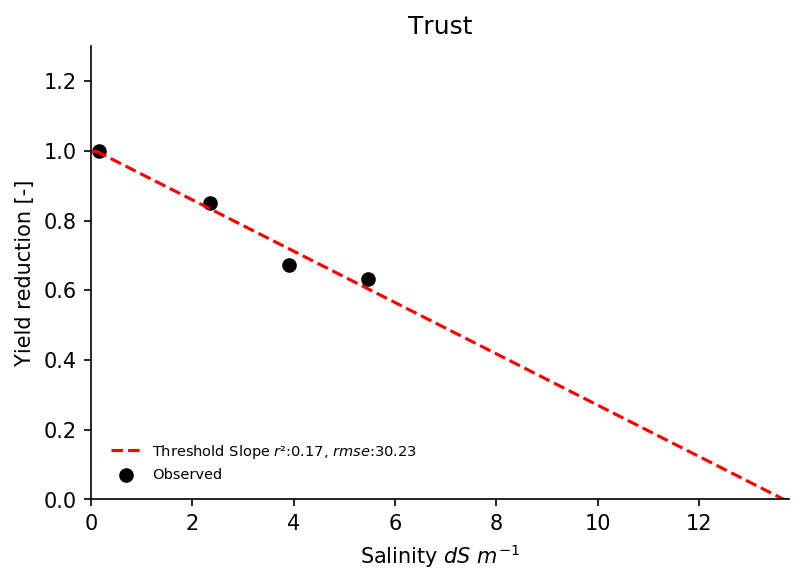 Trust
Yield reduction [-]
1.2
1.0
0.8
0.6
0.4
0.2
0.0
Threshold Slope r²:0.17, rmse:30.23
Observed
0 2 4 6 8 10 12
Salinity dS m⁻¹